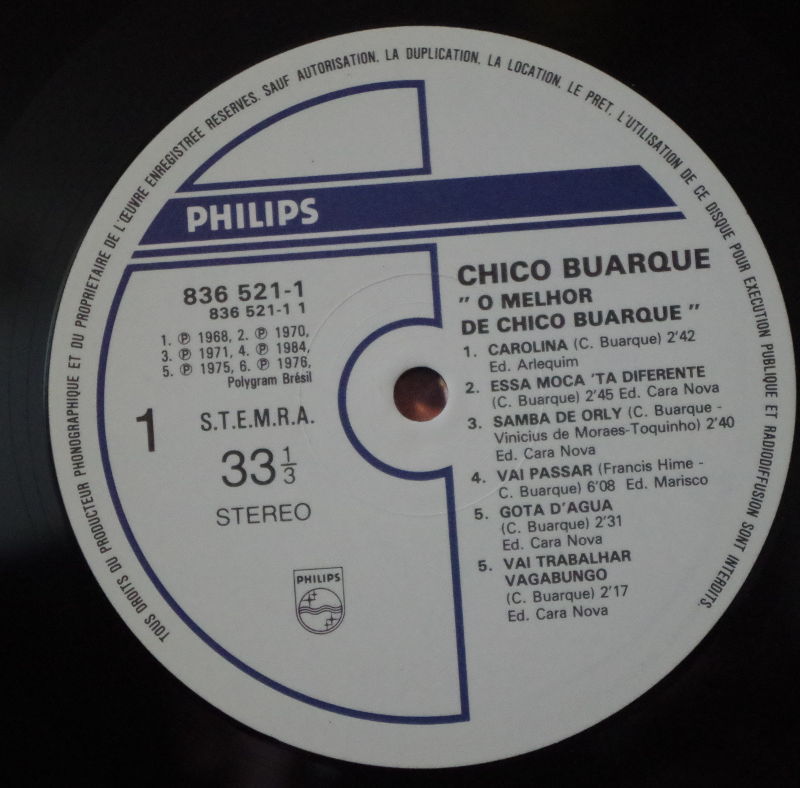 TOUS DROITS DU PRODUCTEUR PHONOGRAPHIQUE ET DU PROPRIETAIRE DE L'ŒUVRE ENREGISTREE RESERVES. SAUF AUTORISATION, LA DUPLICATION, LA LOCATION, LE PRET, L'UTILISATION DE CE DISQUE POUR EXECUTION PUBLIQUE ET RADIODIFFUSION SONT INTERDITS.
PHILIPS
836 521-1
836 521-1 1
1. ℗ 1968, 2. ℗ 1970,
3. ℗ 1971, 4. ℗ 1984,
5. ℗ 1975, 6. ℗ 1976,
Polygram Brésil
1
S.T.E.M.R.A.
33 1/3
STEREO
PHILIPS
CHICO BUARQUE
" O MELHOR
DE CHICO BUARQUE "
1. CAROLINA (C. Buarque) 2'42
Ed. Arlequim
2. ESSA MOCA 'TA DIFERENTE
(C. Buarque) 2'45 Ed. Cara Nova
3. SAMBA DE ORLY (C. Buarque -
Vinicius de Moraes-Toquinho) 2'40
Ed. Cara Nova
4. VAI PASSAR (Francis Hime -
C. Buarque) 6'08 Ed. Marisco
5. GOTA D'AGUA
(C. Buarque) 2'31
Ed. Cara Nova
5. VAI TRABALHAR
VAGABUNGO
(C. Buarque) 2'17
Ed. Cara Nova